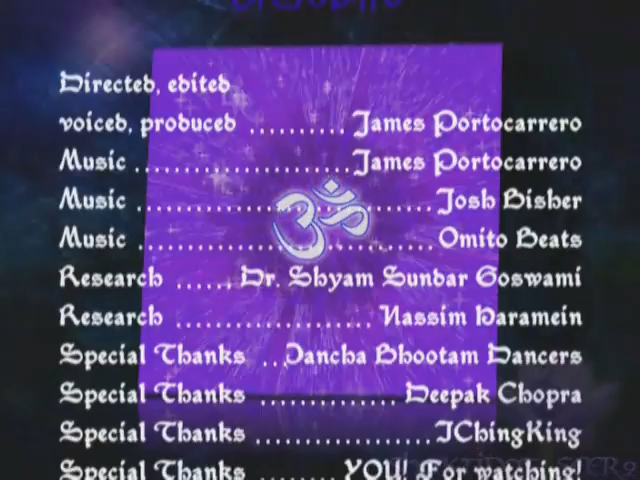 Directed, edited
voiced, produced .......... James Portocarrero
Music ..................... James Portocarrero
Music ............................. Josh Bisher
Music ............................. Omito Beats
Research ...... Dr. Shyam Sundar Goswami
Research .................... Nassim Haramein
Special Thanks ...Pancha Bhootam Dancers
Special Thanks .............. Deepak Chopra
Special Thanks ..................IChingKing
Special Thanks ........ YOU! For watching!
ॐ